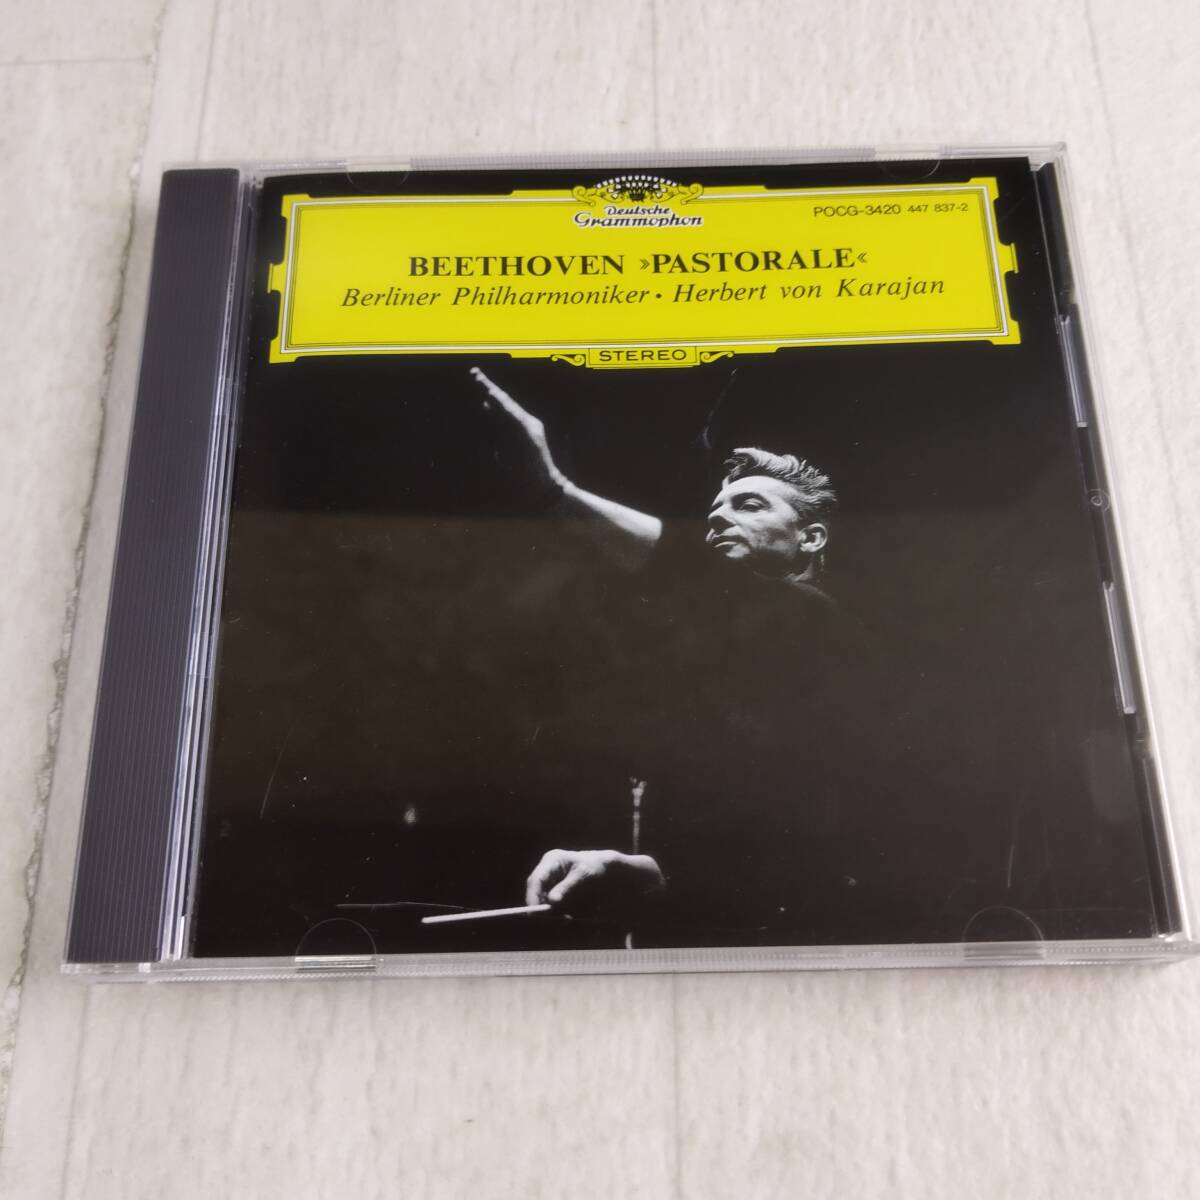 Deutsche
Grammophon
POCG-3420 447 837-2
BEETHOVEN »PASTORALE«
Berliner Philharmoniker • Herbert von Karajan
STEREO